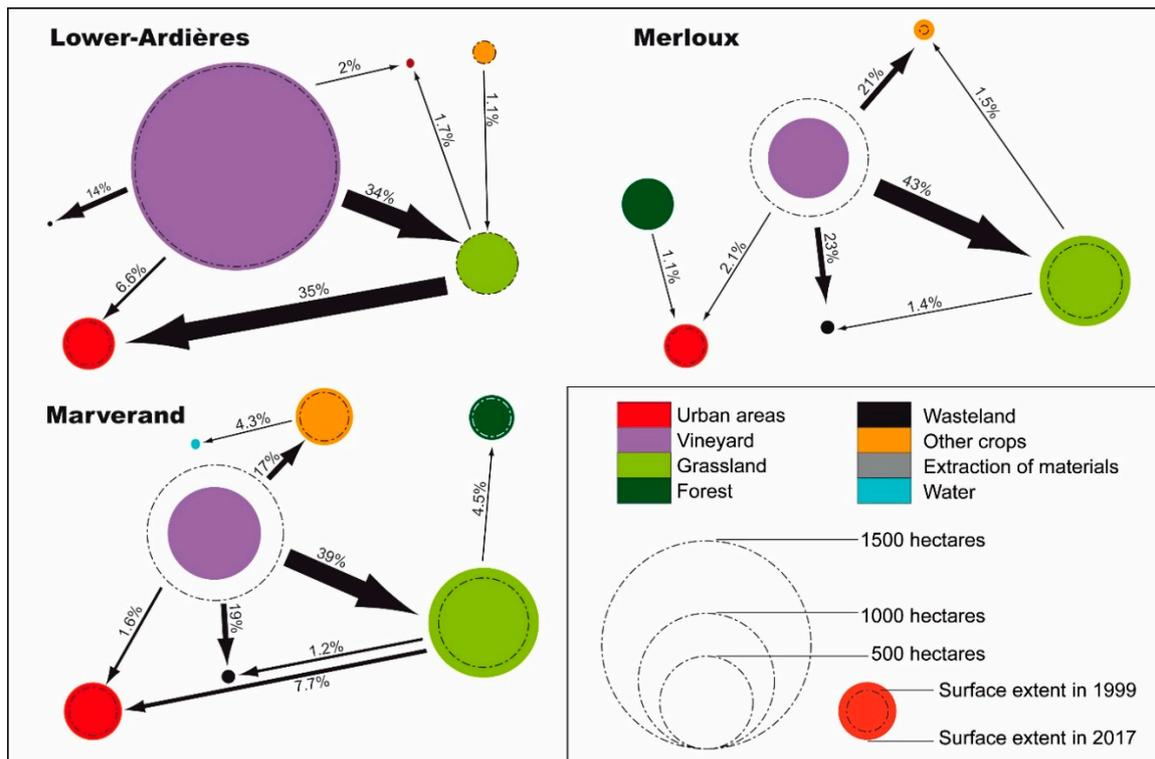 Lower-Ardières
2%
1.7%
1.1%
14%
34%
6.6%
35%
Merloux
21%
1.5%
43%
1.1%
2.1%
23%
1.4%
Marverand
4.3%
17%
4.5%
39%
1.6%
19%
1.2%
7.7%
Urban areas
Vineyard
Grassland
Forest
Wasteland
Other crops
Extraction of materials
Water
1500 hectares
1000 hectares
500 hectares
Surface extent in 1999
Surface extent in 2017